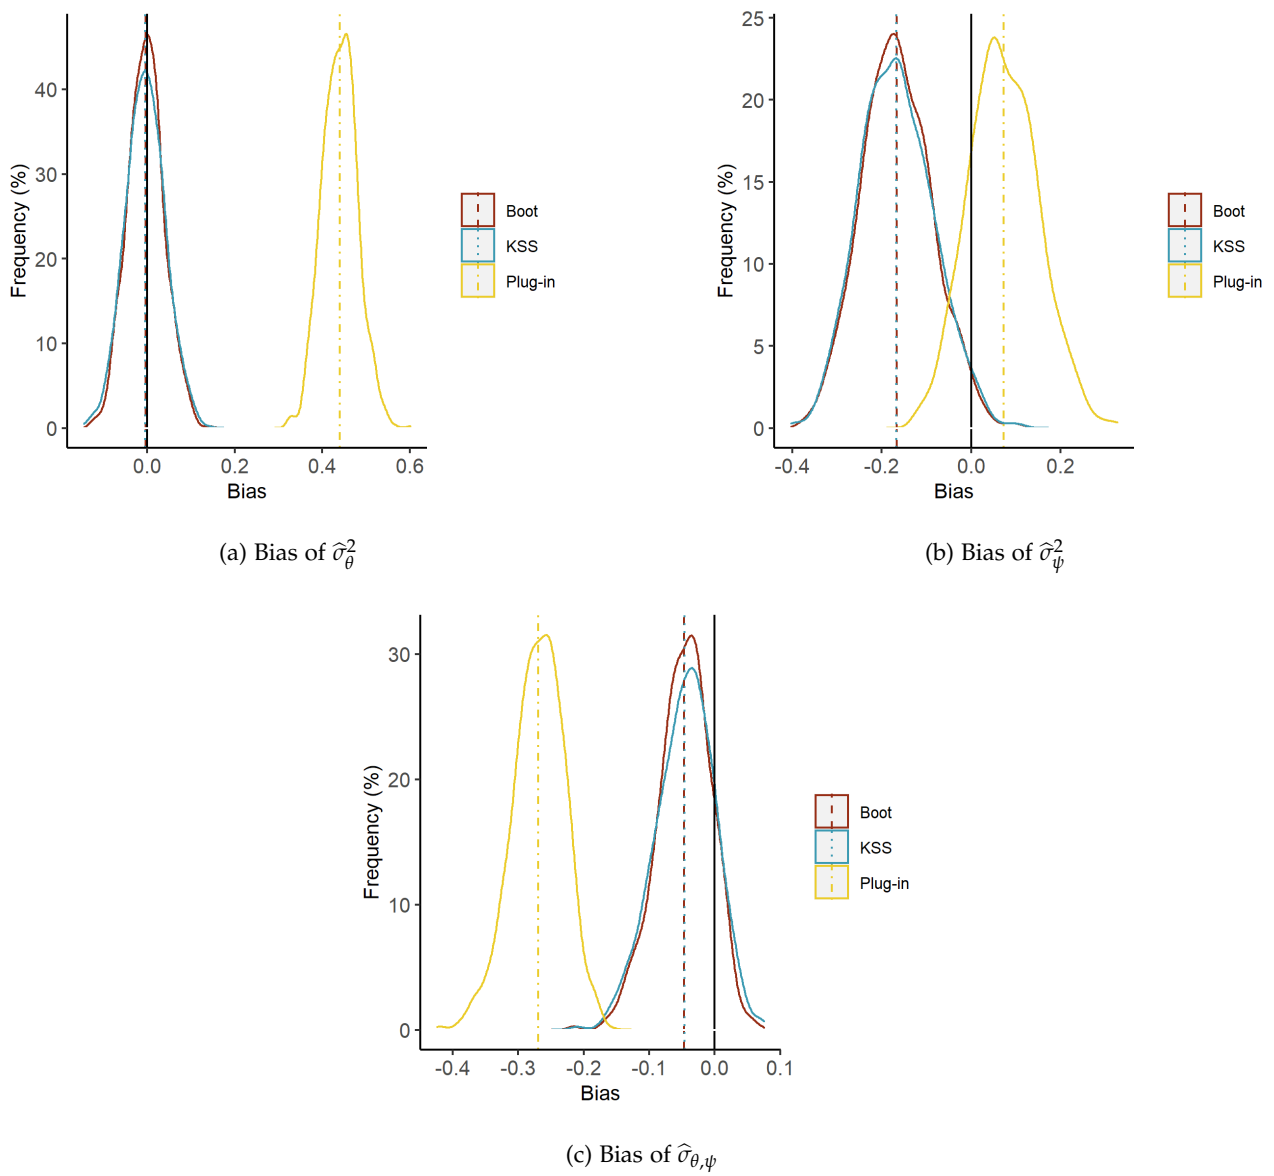 40
30
20
10
0
Frequency (%)
0.0 0.2 0.4 0.6
Bias
Boot
KSS
Plug-in
(a) Bias of σ̂²_θ
25
20
15
10
5
0
Frequency (%)
-0.4 -0.2 0.0 0.2
Bias
Boot
KSS
Plug-in
(b) Bias of σ̂²_ψ
30
20
10
0
Frequency (%)
-0.4 -0.3 -0.2 -0.1 0.0 0.1
Bias
Boot
KSS
Plug-in
(c) Bias of σ̂_θ,ψ